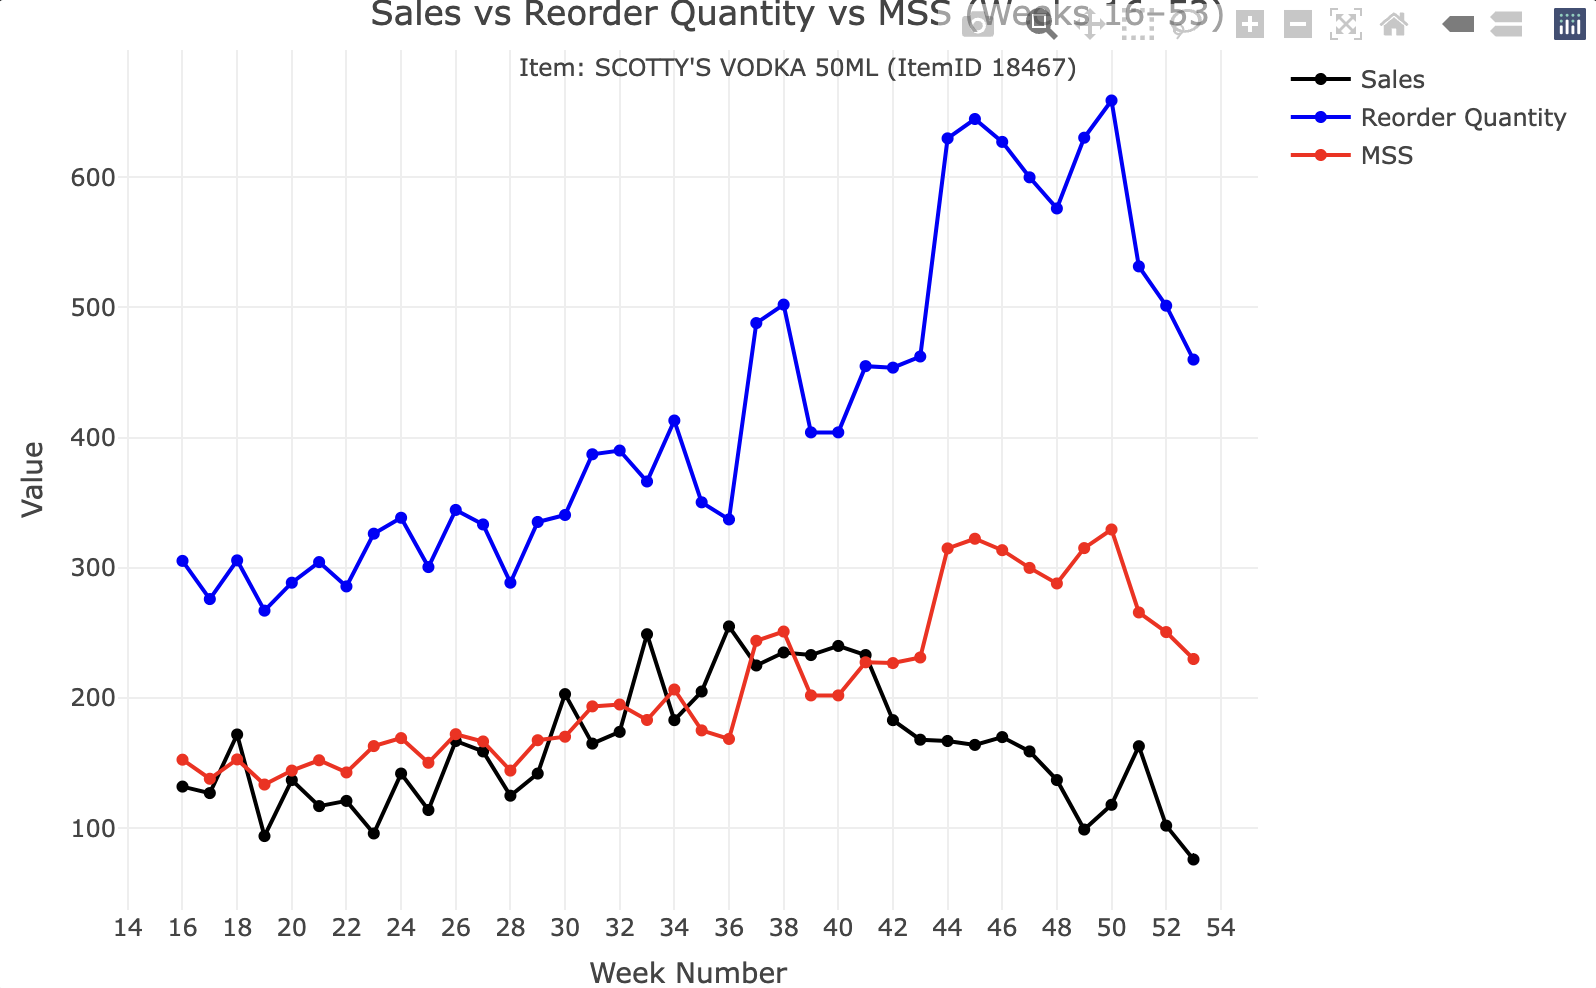 Sales vs Reorder Quantity vs MSS (Weeks 16–53)
Item: SCOTTY'S VODKA 50ML (ItemID 18467)
Sales
Reorder Quantity
MSS
600
500
400
300
200
100
Value
14 16 18 20 22 24 26 28 30 32 34 36 38 40 42 44 46 48 50 52 54
Week Number